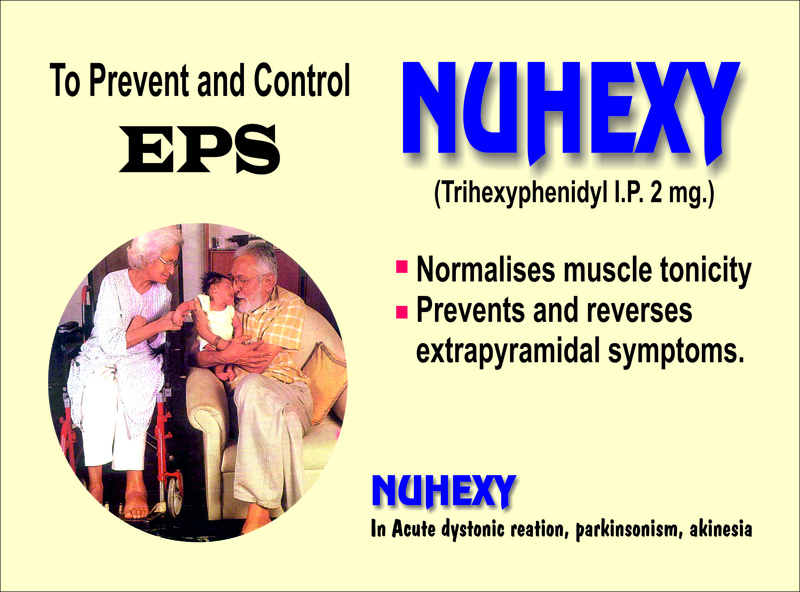 To Prevent and Control
EPS
NUHEXY
(Trihexyphenidyl I.P. 2 mg.)
Normalises muscle tonicity
Prevents and reverses
extrapyramidal symptoms.
NUHEXY
In Acute dystonic reation, parkinsonism, akinesia